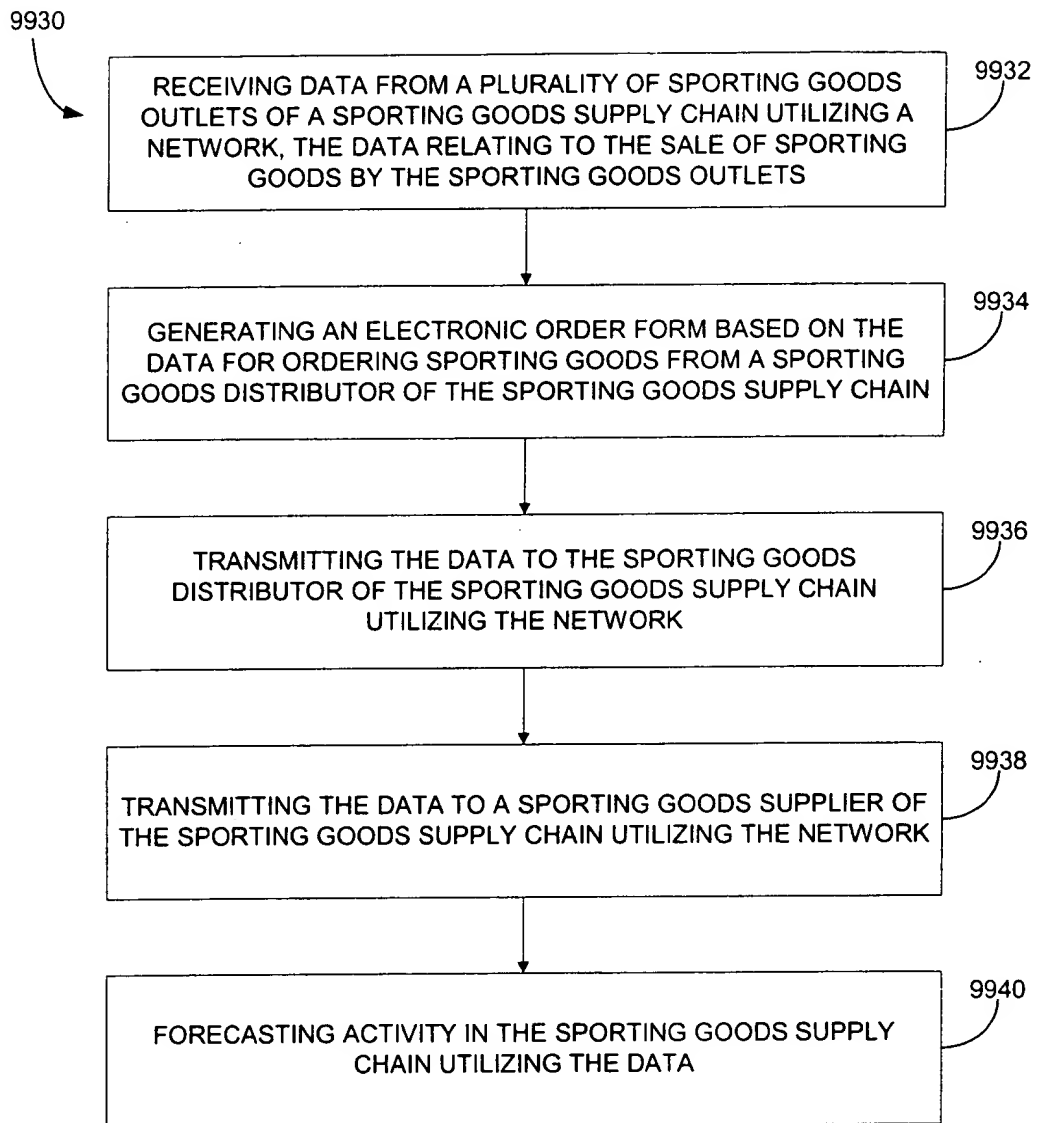 9930
RECEIVING DATA FROM A PLURALITY OF SPORTING GOODS
OUTLETS OF A SPORTING GOODS SUPPLY CHAIN UTILIZING A
NETWORK, THE DATA RELATING TO THE SALE OF SPORTING
GOODS BY THE SPORTING GOODS OUTLETS
9932
GENERATING AN ELECTRONIC ORDER FORM BASED ON THE
DATA FOR ORDERING SPORTING GOODS FROM A SPORTING
GOODS DISTRIBUTOR OF THE SPORTING GOODS SUPPLY CHAIN
9934
TRANSMITTING THE DATA TO THE SPORTING GOODS
DISTRIBUTOR OF THE SPORTING GOODS SUPPLY CHAIN
UTILIZING THE NETWORK
9936
TRANSMITTING THE DATA TO A SPORTING GOODS SUPPLIER OF
THE SPORTING GOODS SUPPLY CHAIN UTILIZING THE NETWORK
9938
FORECASTING ACTIVITY IN THE SPORTING GOODS SUPPLY
CHAIN UTILIZING THE DATA
9940